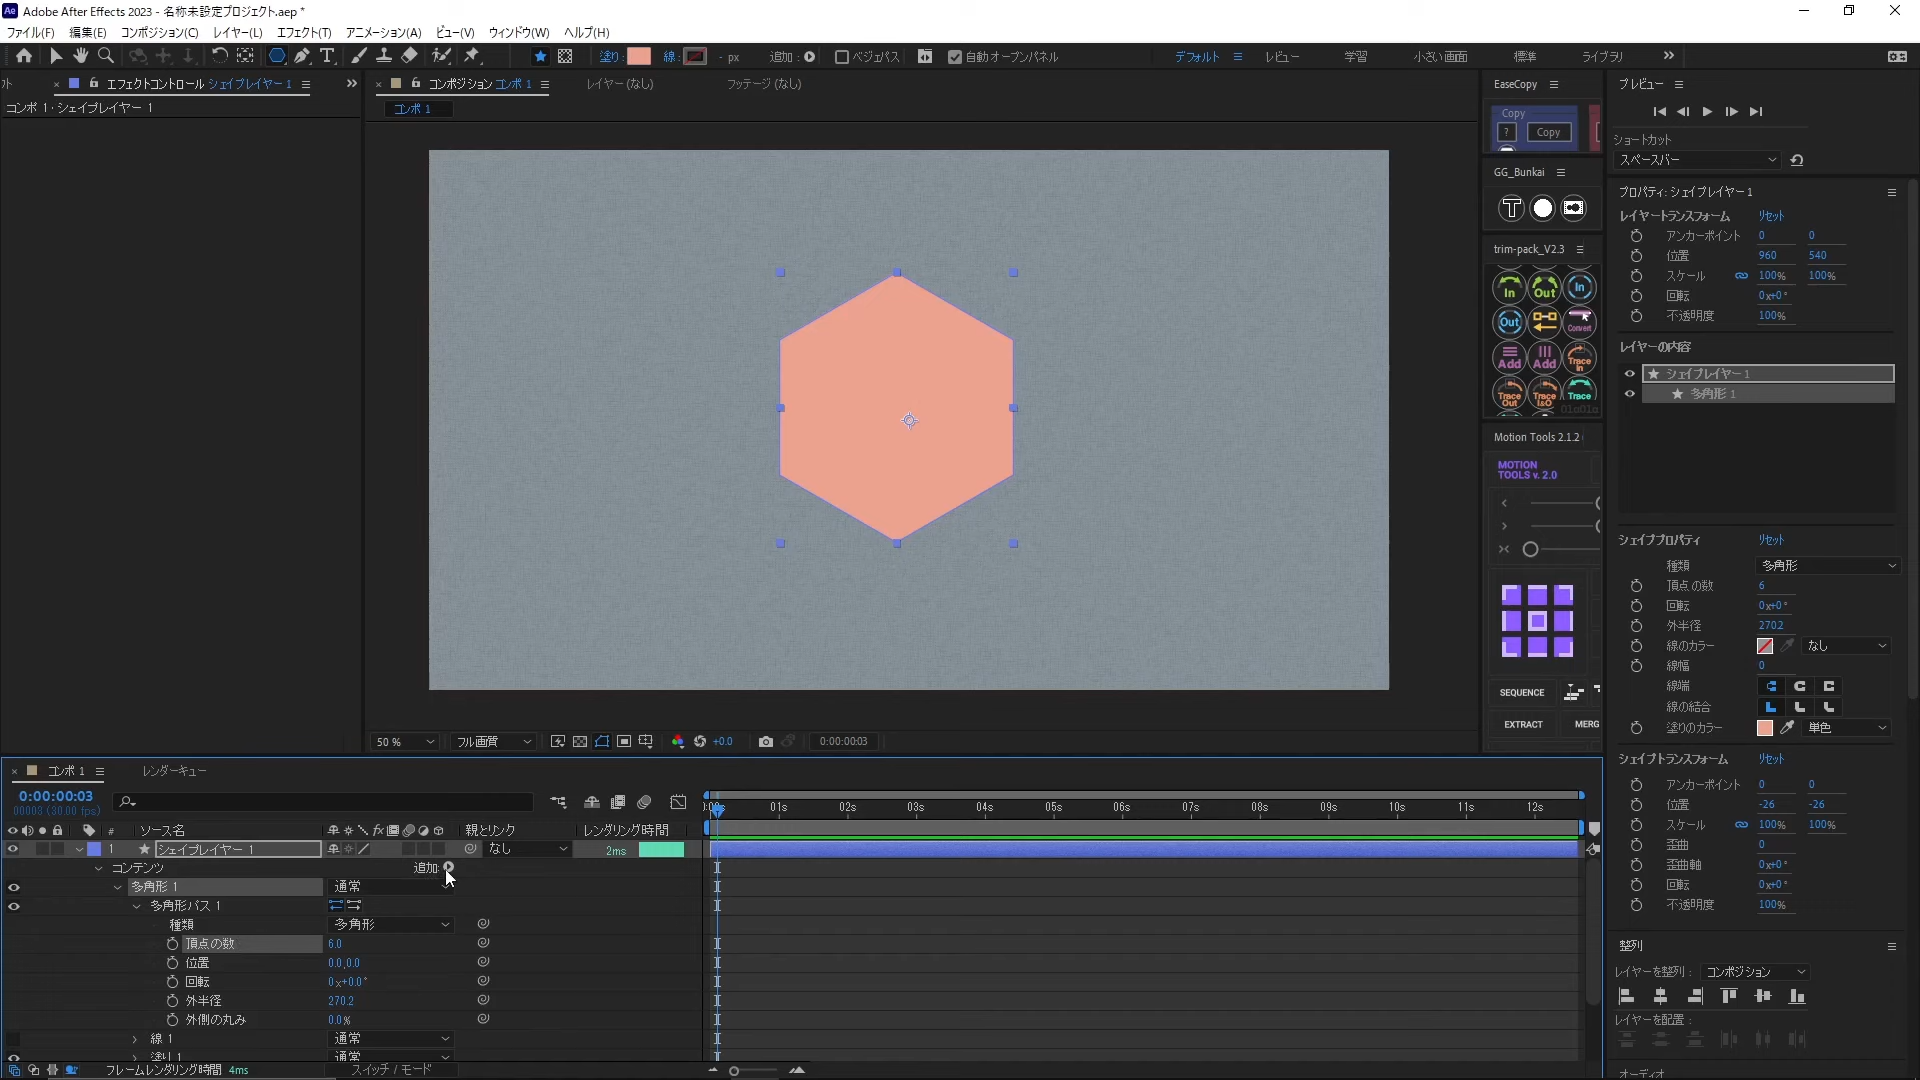 Adobe After Effects 2023 - 名称未設定プロジェクト.aep *
ファイル(F) 編集(E) コンポジション(C) レイヤー(L) エフェクト(T) アニメーション(A) ビュー(V) ウィンドウ(W) ヘルプ(H)
塗り: 線: - px 追加: ベジェパス 自動オープンパネル デフォルト レビュー 学習 小さい画面 標準 ライブラリ
エフェクトコントロール シェイプレイヤー 1
コンポ 1・シェイプレイヤー 1
コンポジション コンポ 1 レイヤー (なし) フッテージ (なし)
コンポ 1
50 % フル画質 +0.0 0:00:00:03
EaseCopy
Copy
? Copy
GG_Bunkai
trim-pack_V2.3
In Out In
Out Convert
Add Add Trace In
Trace Out Trace I&O Trace
Motion Tools 2.1.2
MOTION
TOOLS v. 2.0
SEQUENCE
EXTRACT MERG
プレビュー
ショートカット
スペースバー
プロパティ: シェイプレイヤー 1
レイヤートランスフォーム リセット
アンカーポイント 0 0
位置 960 540
スケール 100% 100%
回転 0x+0°
不透明度 100%
レイヤーの内容
シェイプレイヤー 1
多角形 1
シェイププロパティ リセット
種類 多角形
頂点の数 6
回転 0x+0°
外半径 270.2
線のカラー なし
線幅 0
線端
線の結合
塗りのカラー 単色
シェイプトランスフォーム リセット
アンカーポイント 0 0
位置 -26 -26
スケール 100% 100%
歪曲 0
歪曲軸 0x+0°
回転 0x+0°
不透明度 100%
整列
レイヤーを整列: コンポジション
レイヤーを配置:
コンポ 1 レンダーキュー
0:00:00:03
00003 (30.00 fps)
01s 02s 03s 04s 05s 06s 07s 08s 09s 10s 11s 12s
# ソース名 fx 親とリンク レンダリング時間
1 シェイプレイヤー 1 なし 2ms
コンテンツ 追加:
多角形 1 通常
多角形パス 1
種類 多角形
頂点の数 6.0
位置 0.0,0.0
回転 0x+0.0°
外半径 270.2
外側の丸み 0.0%
線 1 通常
塗り 1 通常
フレームレンダリング時間 4ms スイッチ / モード